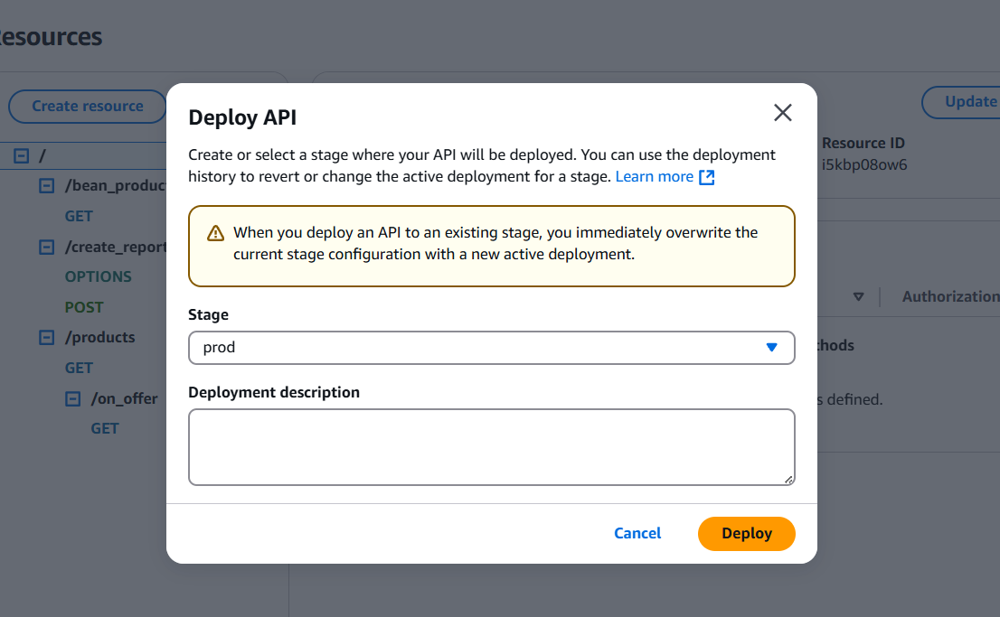 Resources
Create resource
Update
/
/bean_produc
GET
/create_report
OPTIONS
POST
/products
GET
/on_offer
GET
Deploy API
Create or select a stage where your API will be deployed. You can use the deployment
history to revert or change the active deployment for a stage. Learn more
When you deploy an API to an existing stage, you immediately overwrite the
current stage configuration with a new active deployment.
Stage
prod
Deployment description
Cancel
Deploy
Resource ID
i5kbp08ow6
Authorization
thods
s defined.